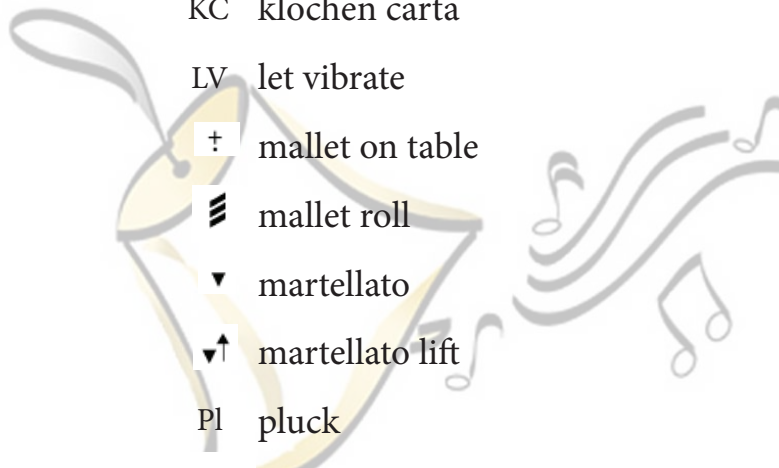 KC klochen carta
LV let vibrate
mallet on table
mallet roll
martellato
martellato lift
Pl pluck